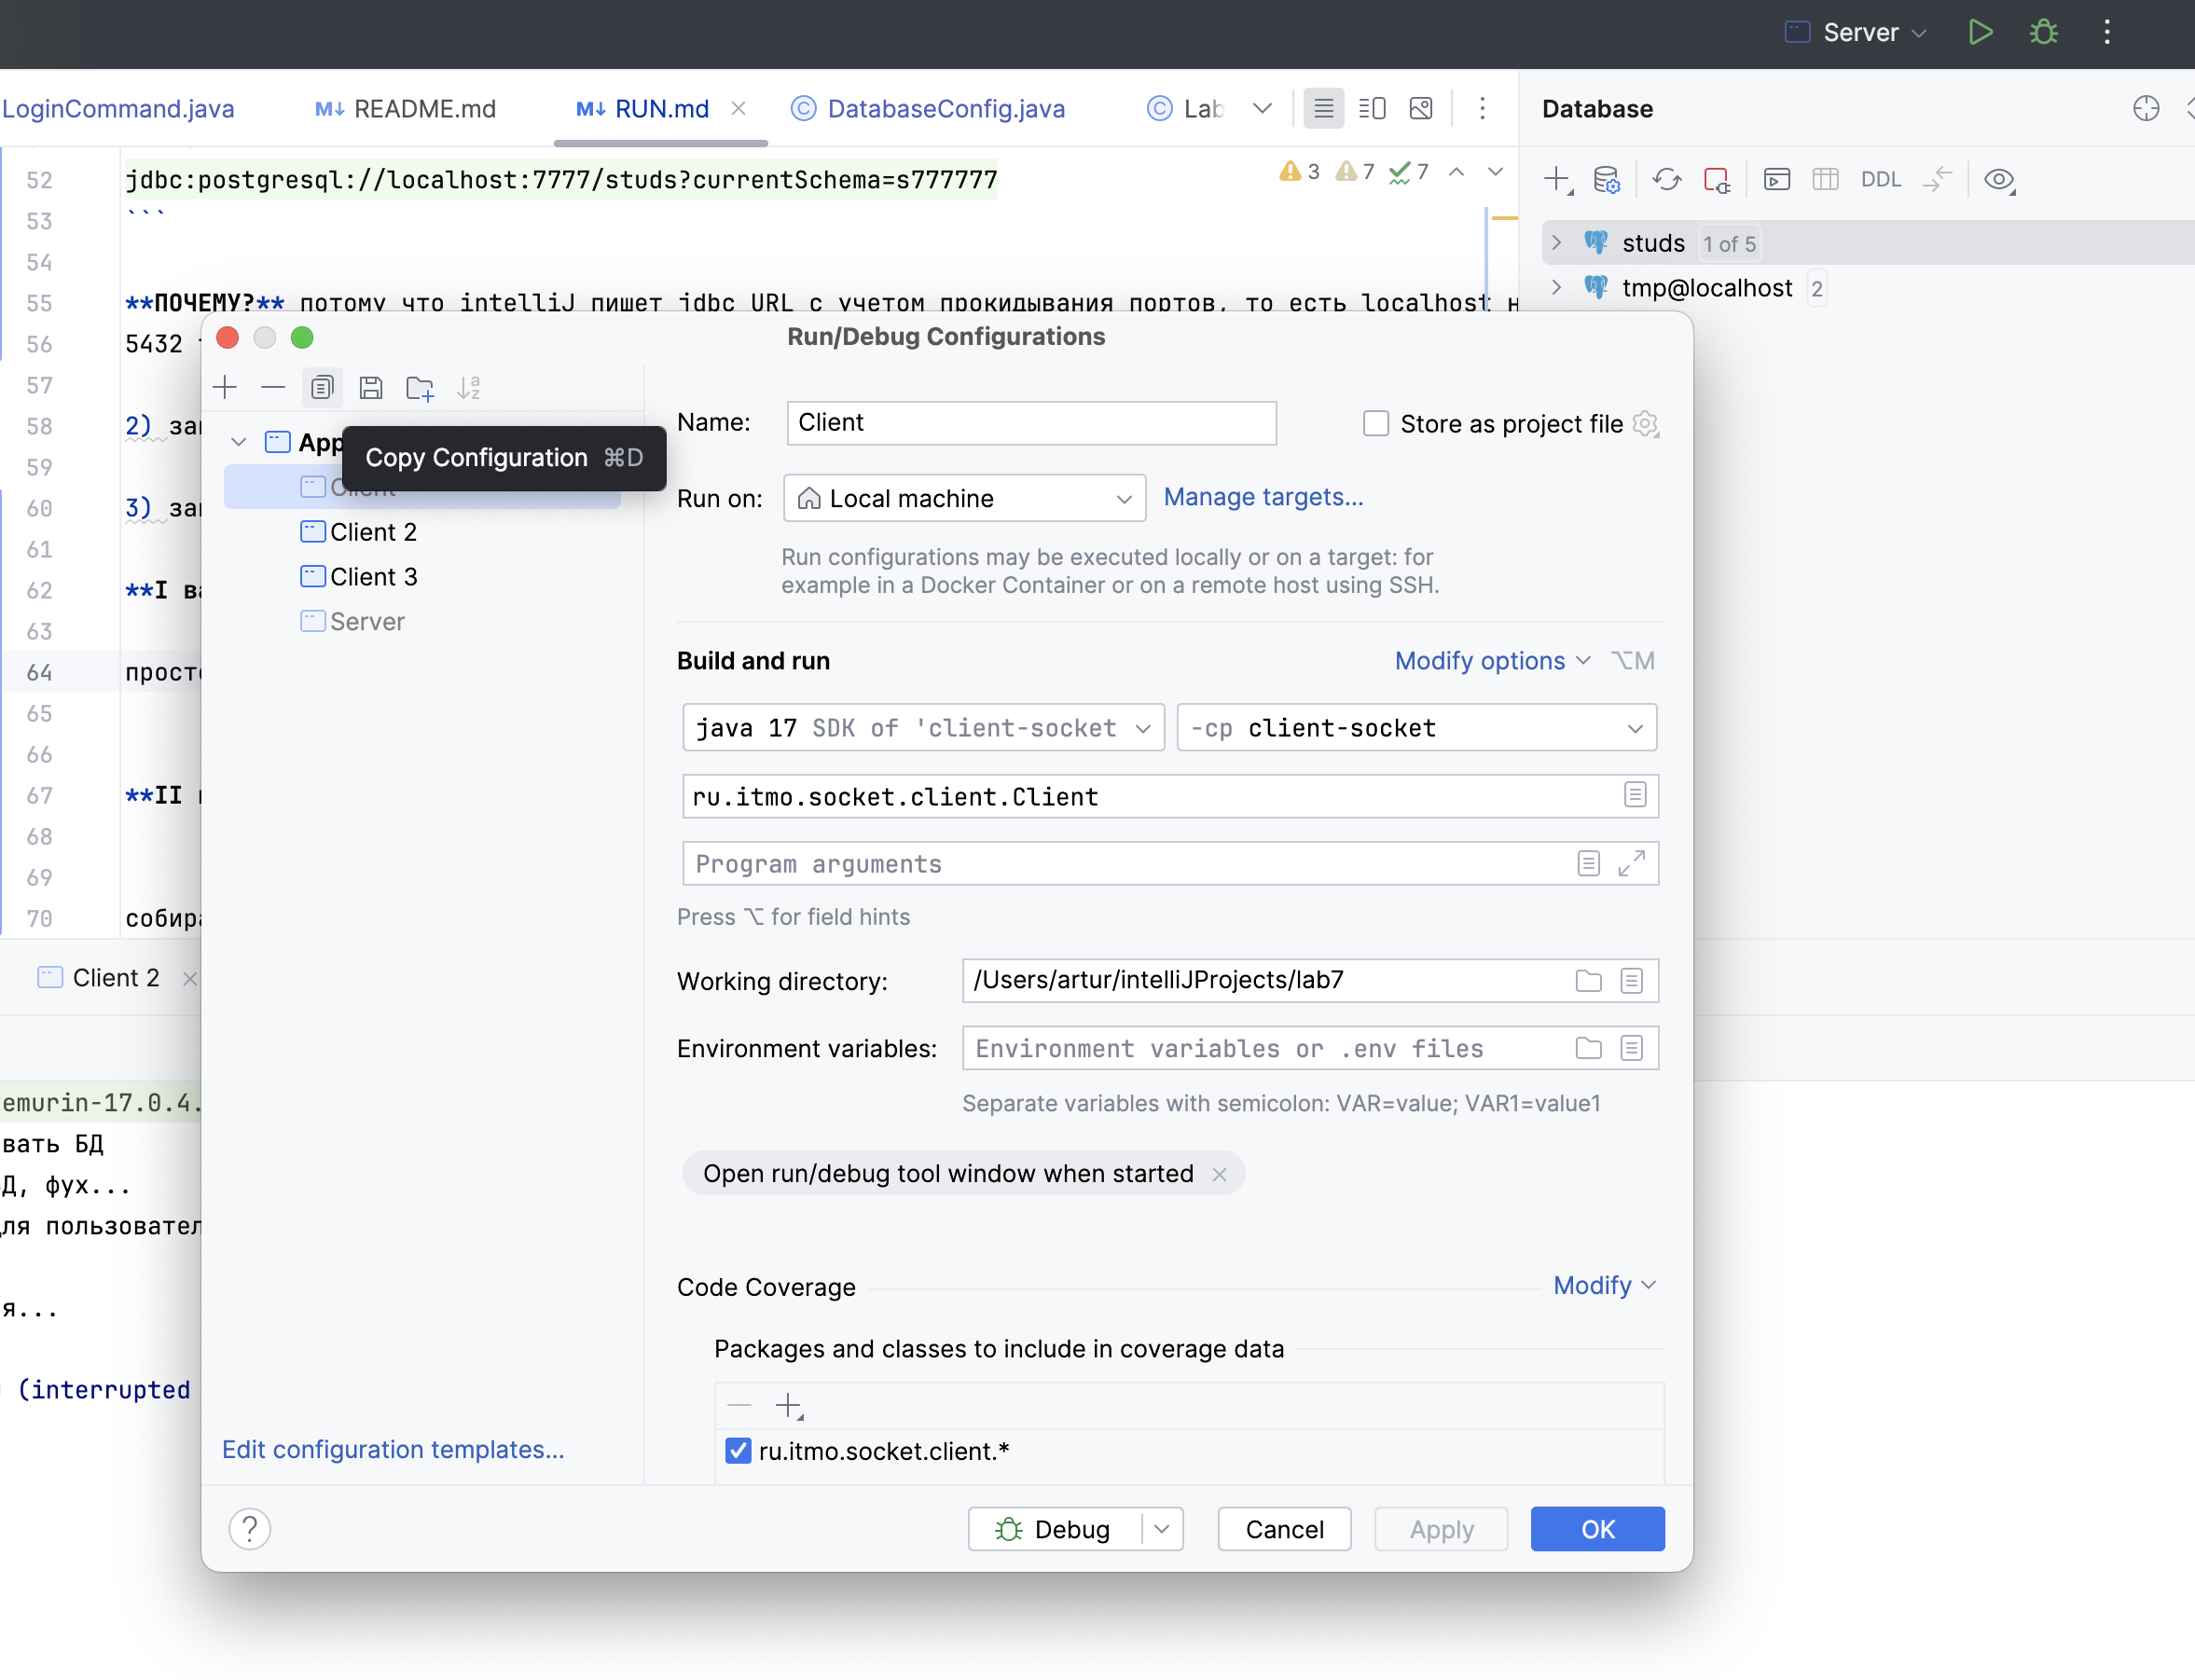 Server
LoginCommand.java README.md RUN.md DatabaseConfig.java Lab
Database
52 jdbc:postgresql://localhost:7777/studs?currentSchema=s777777
3 7 7
DDL
53 ```
studs 1 of 5
54
tmp@localhost 2
55 **ПОЧЕМУ?** потому что intelliJ пишет jdbc URL с учетом прокидывания портов, то есть localhost н
56 5432
57
58 2)
59
60 3)
61
62 **I
63
64
65
66
67 **II
68
69
70
Run/Debug Configurations
App
Copy Configuration ⌘D
Client
Client 2
Client 3
Server
Edit configuration templates...
Name: Client
Store as project file
Run on: Local machine Manage targets...
Run configurations may be executed locally or on a target: for
example in a Docker Container or on a remote host using SSH.
Build and run Modify options ⌥M
java 17 SDK of 'client-socket -cp client-socket
ru.itmo.socket.client.Client
Program arguments
Press ⌥ for field hints
Working directory: /Users/artur/intelliJProjects/lab7
Environment variables: Environment variables or .env files
Separate variables with semicolon: VAR=value; VAR1=value1
Open run/debug tool window when started
Code Coverage Modify
Packages and classes to include in coverage data
ru.itmo.socket.client.*
? Debug Cancel Apply OK
Client 2
emurin-17.0.4.
вать БД
Д, фух...
ля пользовател
я...
(interrupted